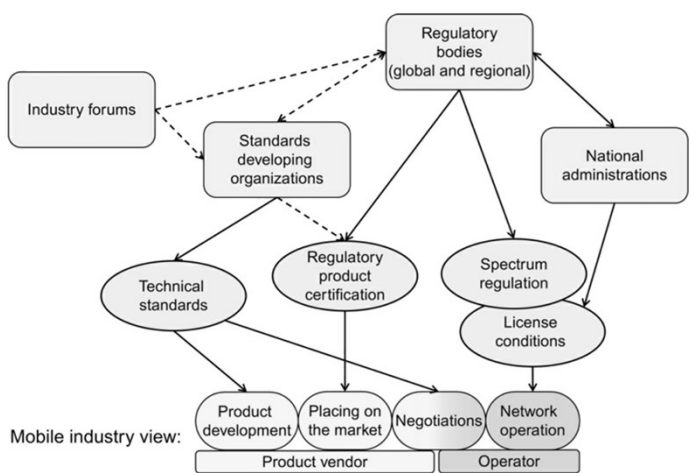 Regulatory
bodies
(global and regional)
Industry forums
Standards
developing
organizations
National
administrations
Technical
standards
Regulatory
product
certification
Spectrum
regulation
License
conditions
Mobile industry view:
Product
development
Placing on
the market
Negotiations
Network
operation
Product vendor
Operator